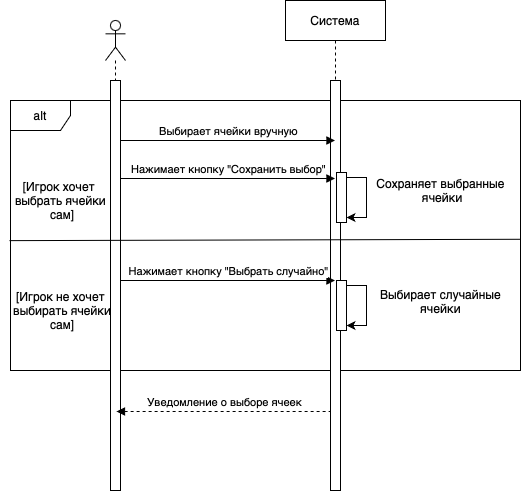 Система
alt
Выбирает ячейки вручную
Нажимает кнопку "Сохранить выбор"
[Игрок хочет
выбрать ячейки
сам]
Сохраняет выбранные
ячейки
Нажимает кнопку "Выбрать случайно"
[Игрок не хочет
выбирать ячейки
сам]
Выбирает случайные
ячейки
Уведомление о выборе ячеек